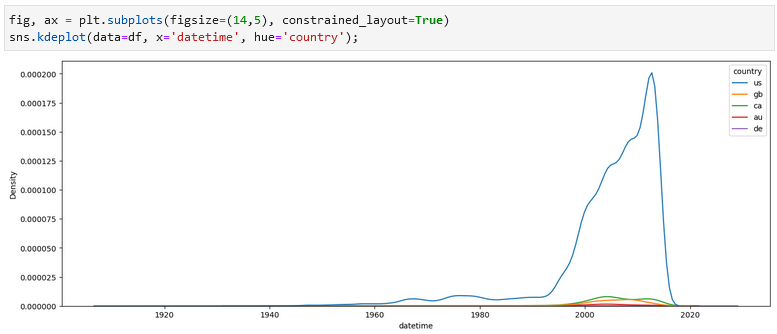 fig, ax = plt.subplots(figsize=(14,5), constrained_layout=True)
sns.kdeplot(data=df, x='datetime', hue='country');
country
us
gb
ca
au
de
0.000200
0.000175
0.000150
0.000125
0.000100
0.000075
0.000050
0.000025
0.000000
Density
1920 1940 1960 1980 2000 2020
datetime